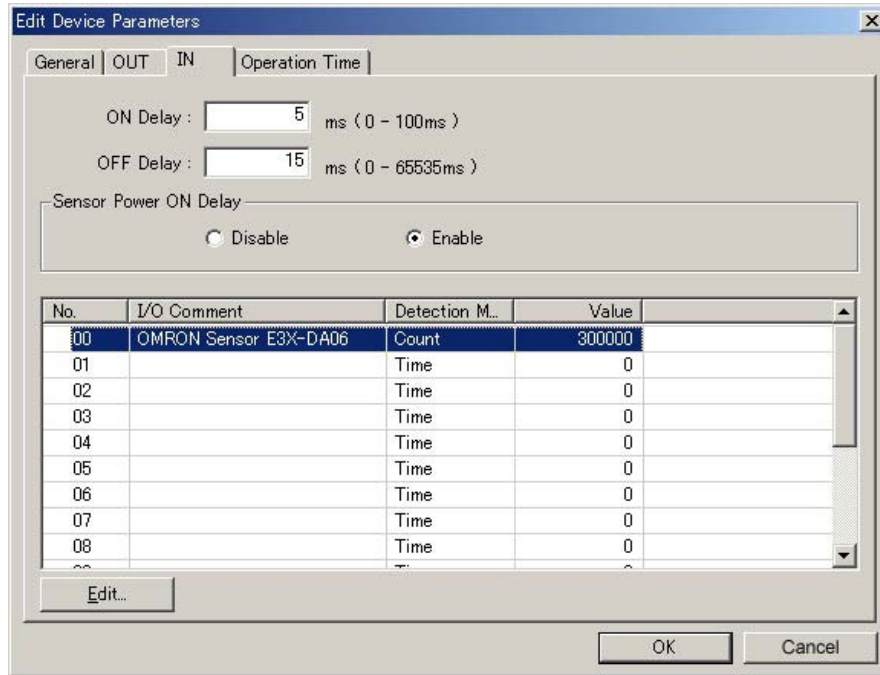 Edit Device Parameters
General OUT IN Operation Time
ON Delay : 5 ms ( 0 - 100ms )
OFF Delay : 15 ms ( 0 - 65535ms )
Sensor Power ON Delay
Disable Enable
No. I/O Comment Detection M... Value
00 OMRON Sensor E3X-DA06 Count 300000
01 Time 0
02 Time 0
03 Time 0
04 Time 0
05 Time 0
06 Time 0
07 Time 0
08 Time 0
Edit...
OK Cancel